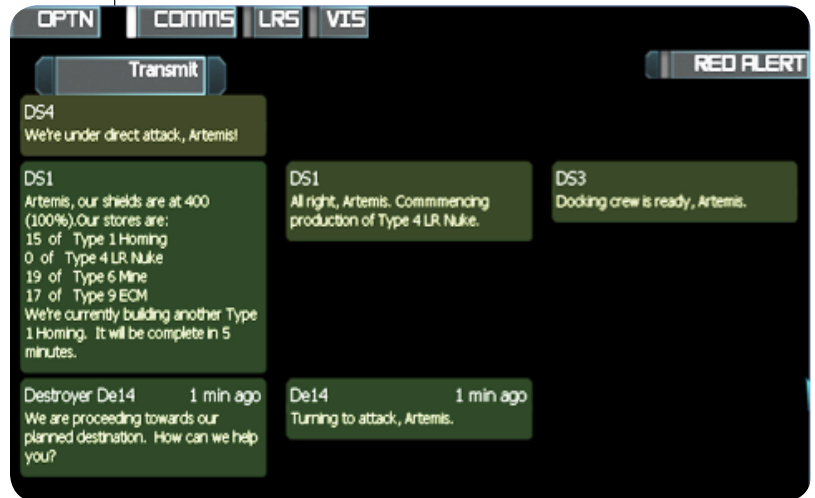 OPTN COMMS LRS VIS
Transmit
RED ALERT
DS4
We're under direct attack, Artemis!
DS1
Artemis, our shields are at 400
(100%).Our stores are:
15 of Type 1 Homing
0 of Type 4 LR Nuke
19 of Type 6 Mine
17 of Type 9 ECM
We're currently building another Type
1 Homing. It will be complete in 5
minutes.
DS1
All right, Artemis. Commmencing
production of Type 4 LR Nuke.
DS3
Docking crew is ready, Artemis.
Destroyer De14 1 min ago
We are proceeding towards our
planned destination. How can we help
you?
De14 1 min ago
Turning to attack, Artemis.